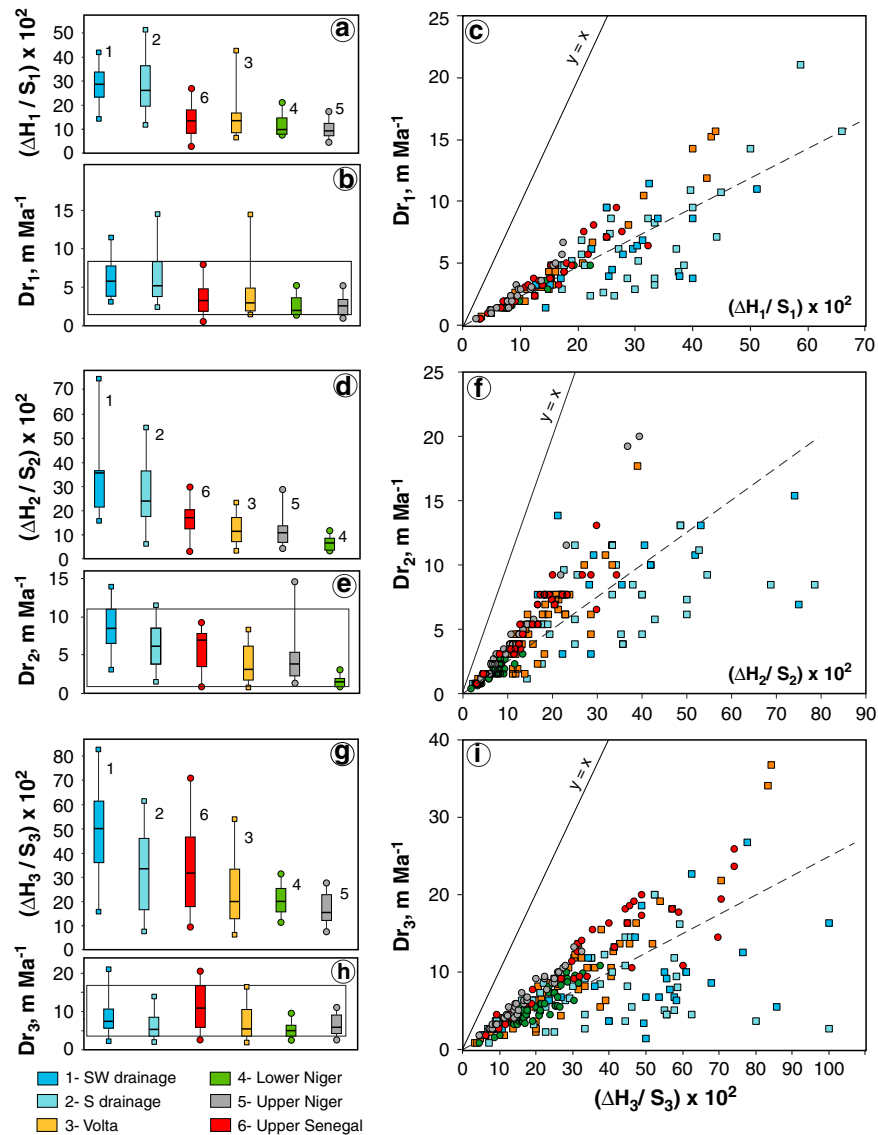 a
(ΔH1 / S1) x 10²
50
40
30
20
10
0
1
2
6
3
4
5
b
Dr1, m Ma-1
15
10
5
0
c
Dr1, m Ma-1
25
20
15
10
5
0
y = x
(ΔH1/ S1) x 10²
0 10 20 30 40 50 60 70
d
(ΔH2 / S2) x 10²
70
60
50
40
30
20
10
0
1
2
6
3
5
4
e
Dr2, m Ma-1
15
10
5
0
f
Dr2, m Ma-1
25
20
15
10
5
0
y = x
(ΔH2/ S2) x 10²
0 10 20 30 40 50 60 70 80 90
g
(ΔH3 / S3) x 10²
80
70
60
50
40
30
20
10
0
1
2
6
3
4
5
h
Dr3, m Ma-1
20
10
0
i
Dr3, m Ma-1
40
30
20
10
0
y = x
0 10 20 30 40 50 60 70 80 90 100
(ΔH3/ S3) x 10²
1- SW drainage
2- S drainage
3- Volta
4- Lower Niger
5- Upper Niger
6- Upper Senegal